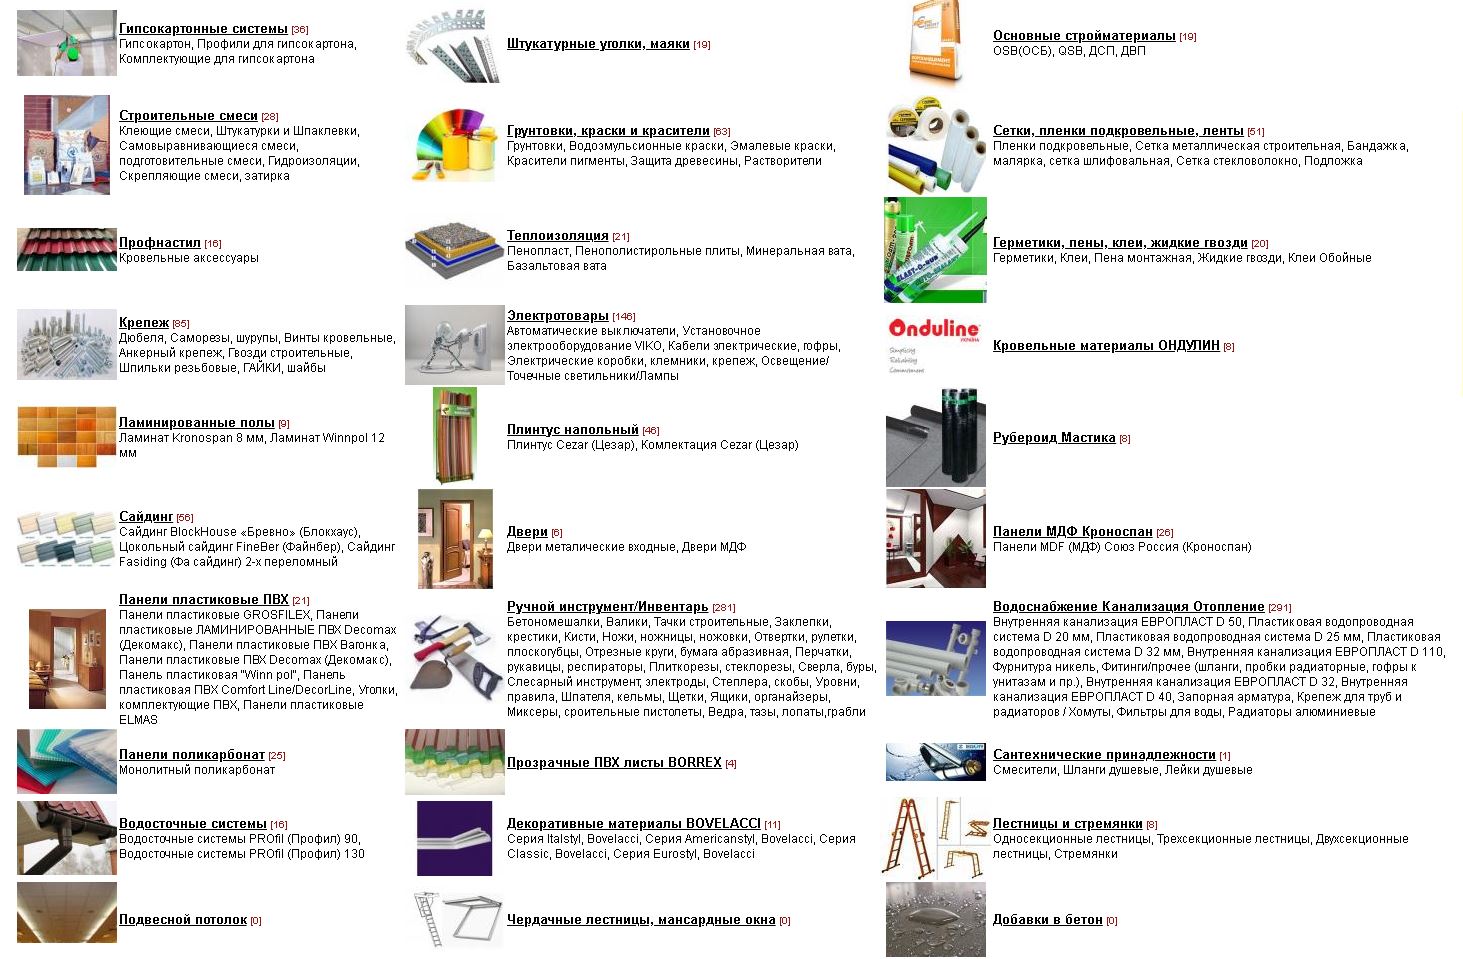 Гипсокартонные системы [36]
Гипсокартон, Профили для гипсокартона,
Комплектующие для гипсокартона
Штукатурные уголки, маяки [19]
Основные стройматериалы [19]
OSB(ОСБ), QSB, ДСП, ДВП
Строительные смеси [28]
Клеющие смеси, Штукатурки и Шпаклевки,
Самовыравнивающиеся смеси,
подготовительные смеси, Гидроизоляции,
Скрепляющие смеси, затирка
Грунтовки, краски и красители [63]
Грунтовки, Водоэмульсионные краски, Эмалевые краски,
Красители пигменты, Защита древесины, Растворители
Сетки, пленки подкровельные, ленты [51]
Пленки подкровельные, Сетка металлическая строительная, Бандажка,
малярка, сетка шлифовальная, Сетка стекловолокно, Подложка
Профнастил [16]
Кровельные аксессуары
Теплоизоляция [21]
Пенопласт, Пенополистирольные плиты, Минеральная вата,
Базальтовая вата
Герметики, пены, клеи, жидкие гвозди [20]
Герметики, Клеи, Пена монтажная, Жидкие гвозди, Клеи Обойные
Крепеж [85]
Дюбеля, Саморезы, шурупы, Винты кровельные,
Анкерный крепеж, Гвозди строительные,
Шпильки резьбовые, ГАЙКИ, шайбы
Электротовары [146]
Автоматические выключатели, Установочное
электрооборудование VIKO, Кабели электрические, гофры,
Электрические коробки, клемники, крепеж, Освещение/
Точечные светильники/Лампы
Onduline
УКРАЇНА
Simplicity
Reliability
Commitment
Кровельные материалы ОНДУЛИН [8]
Ламинированные полы [9]
Ламинат Kronospan 8 мм, Ламинат Winnpol 12
мм
Плинтус напольный [46]
Плинтус Cezar (Цезар), Комлектация Cezar (Цезар)
Рубероид Мастика [8]
Сайдинг [56]
Сайдинг BlockHouse «Бревно» (Блокхаус),
Цокольный сайдинг FineBer (Файнбер), Сайдинг
Fasiding (Фа сайдинг) 2-х переломный
Двери [6]
Двери металические входные, Двери МДФ
Панели МДФ Кроноспан [26]
Панели MDF (МДФ) Союз Россия (Кроноспан)
Панели пластиковые ПВХ [21]
Панели пластиковые GROSFILEX, Панели
пластиковые ЛАМИНИРОВАННЫЕ ПВХ Decomax
(Декомакс), Панели пластиковые ПВХ Вагонка,
Панели пластиковые ПВХ Decomax (Декомакс),
Панель пластиковая "Winn pol", Панель
пластиковая ПВХ Comfort Line/DecorLine, Уголки,
комплектующие ПВХ, Панели пластиковые
ELMAS
Ручной инструмент/Инвентарь [281]
Бетономешалки, Валики, Тачки строительные, Заклепки,
крестики, Кисти, Ножи, ножницы, ножовки, Отвертки, рулетки,
плоскогубцы, Отрезные круги, бумага абразивная, Перчатки,
рукавицы, респираторы, Плиткорезы, стеклорезы, Сверла, буры,
Слесарный инструмент, электроды, Степлера, скобы, Уровни,
правила, Шпателя, кельмы, Щетки, Ящики, органайзеры,
Миксеры, сроительные пистолеты, Ведра, тазы, лопаты,грабли
Водоснабжение Канализация Отопление [291]
Внутренняя канализация ЕВРОПЛАСТ D 50, Пластиковая водопроводная
система D 20 мм, Пластиковая водопроводная система D 25 мм, Пластиковая
водопроводная система D 32 мм, Внутренняя канализация ЕВРОПЛАСТ D 110,
Фурнитура никель, Фитинги/прочее (шланги, пробки радиаторные, гофры к
унитазам и пр.), Внутренняя канализация ЕВРОПЛАСТ D 32, Внутренняя
канализация ЕВРОПЛАСТ D 40, Запорная арматура, Крепеж для труб и
радиаторов / Хомуты, Фильтры для воды, Радиаторы алюминиевые
Панели поликарбонат [25]
Монолитный поликарбонат
Прозрачные ПВХ листы BORREX [4]
Сантехнические принадлежности [1]
Смесители, Шланги душевые, Лейки душевые
Водосточные системы [16]
Водосточные системы PROfil (Профил) 90,
Водосточные системы PROfil (Профил) 130
Декоративные материалы BOVELACCI [11]
Серия Italstyl, Bovelacci, Серия Americanstyl, Bovelacci, Серия
Classic, Bovelacci, Серия Eurostyl, Bovelacci
Лестницы и стремянки [8]
Односекционные лестницы, Трехсекционные лестницы, Двухсекционные
лестницы, Стремянки
Подвесной потолок [0]
Чердачные лестницы, мансардные окна [0]
Добавки в бетон [0]